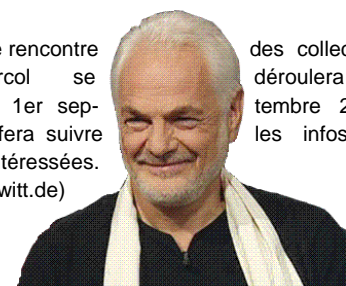 rencontre des collec
rcol se déroulera
1er sep- tembre 2
fera suivre les infos
téressées.
witt.de)